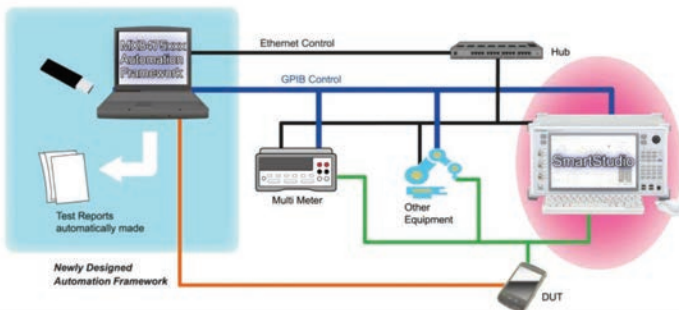 MX847xxxx
Automation
Framework
Ethernet Control
Hub
GPIB Control
SmartStudio
Multi Meter
Other
Equipment
Test Reports
automatically made
Newly Designed
Automation Framework
DUT